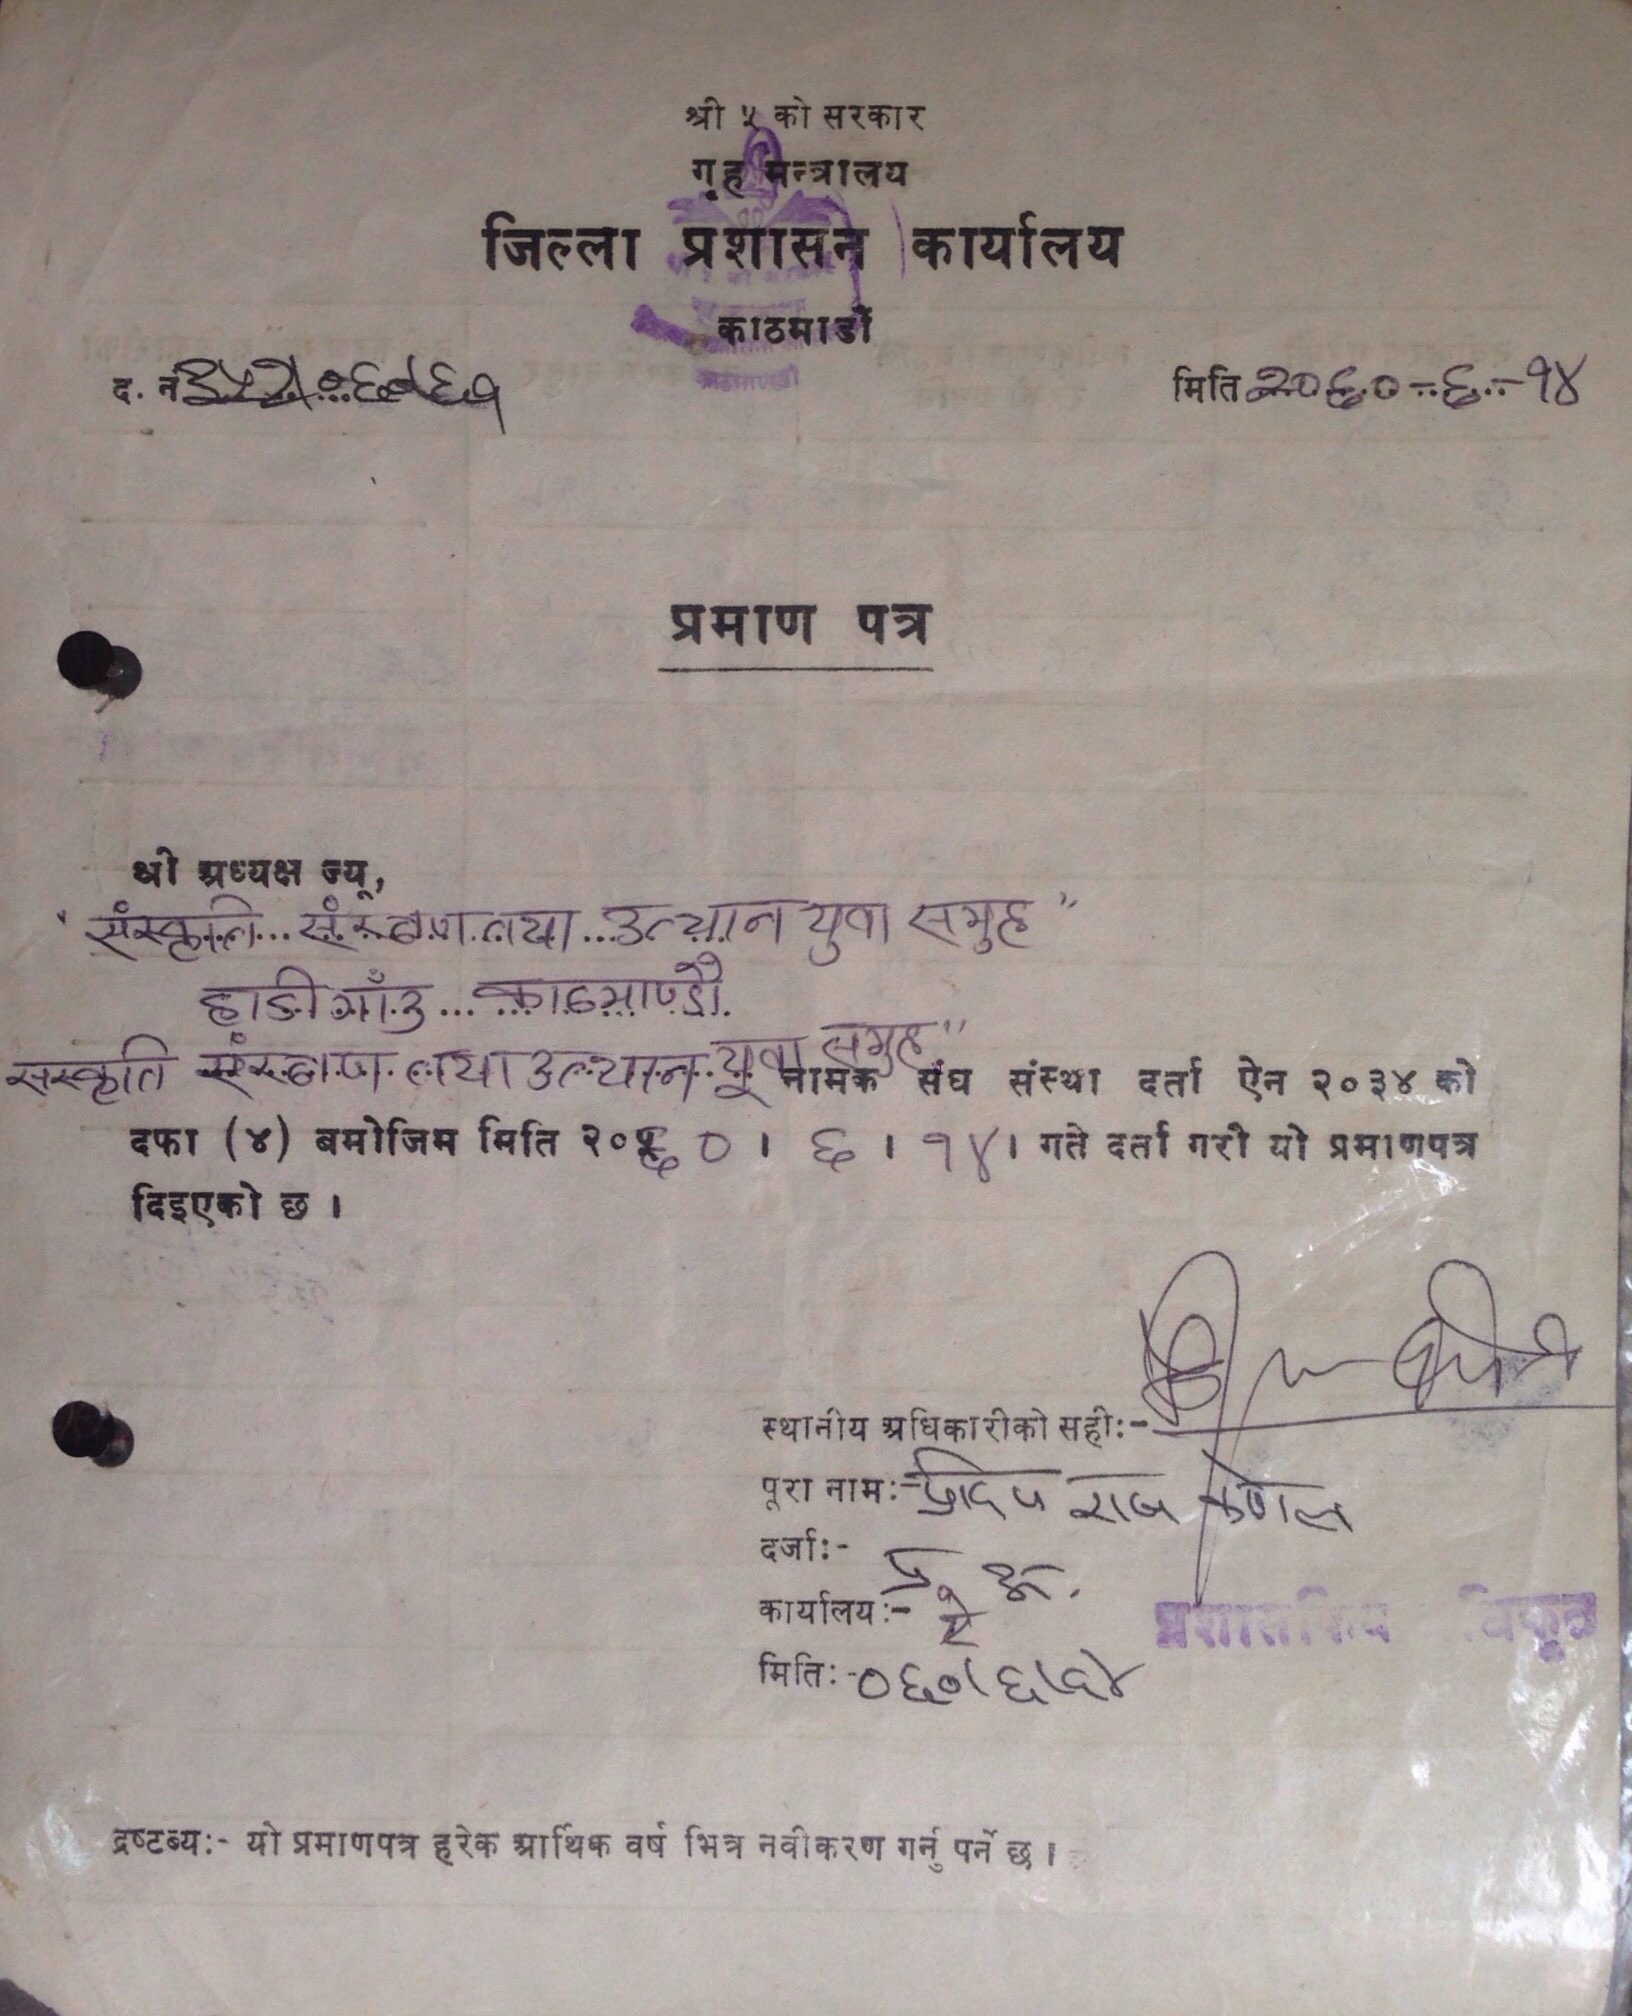 श्री ५ को सरकार
गृह मन्त्रालय
जिल्ला प्रशासन कार्यालय
काठमाडौं
द. नं
मिति २०६०-६-१४
प्रमाण पत्र
श्री अध्यक्ष ज्यू,
"संस्कृति संरक्षण तथा उत्थान युवा समुह"
हाडीगाँउ काठमाण्डौ
सस्कृति संरक्षण तथा उत्थान यूवा समुह" नामक संघ संस्था दर्ता ऐन २०३४ को
दफा (४) बमोजिम मिति २०६०।६।१४। गते दर्ता गरी यो प्रमाणपत्र
दिइएको छ ।
स्थानीय अधिकारीको सही:-
पूरा नाम:- प्रदिप राज कणेल
दर्जा:- प्र. अ.
कार्यालय:-
मिति:- ०६०।६।१४
द्रष्टब्य:- यो प्रमाणपत्र हरेक आर्थिक वर्ष भित्र नवीकरण गर्नु पर्ने छ ।